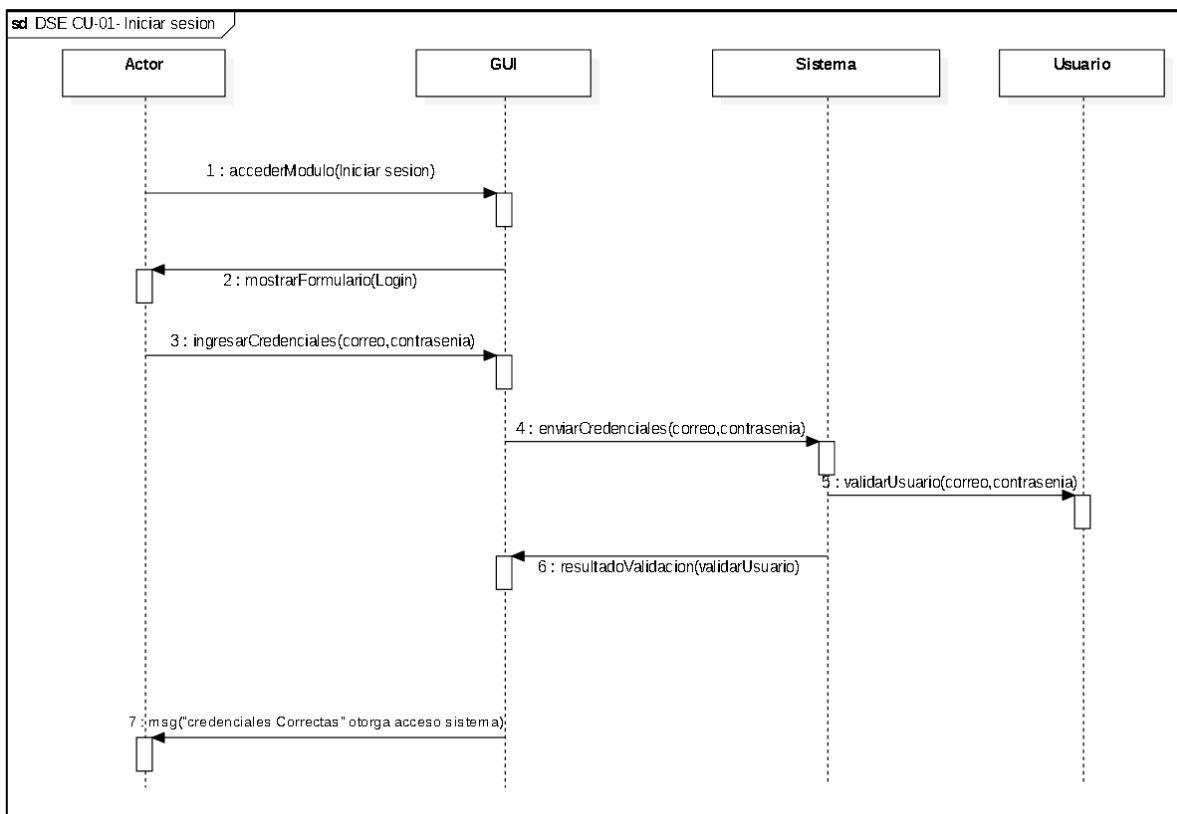 sd DSE CU-01- Iniciar sesion
Actor
GUI
Sistema
Usuario
1 : accederModulo(Iniciar sesion)
2 : mostrarFormulario(Login)
3 : ingresarCredenciales(correo,contrasenia)
4 : enviarCredenciales(correo,contrasenia)
5 : validarUsuario(correo,contrasenia)
6 : resultadoValidacion(validarUsuario)
7 : msg("credenciales Correctas" otorga acceso sistema)